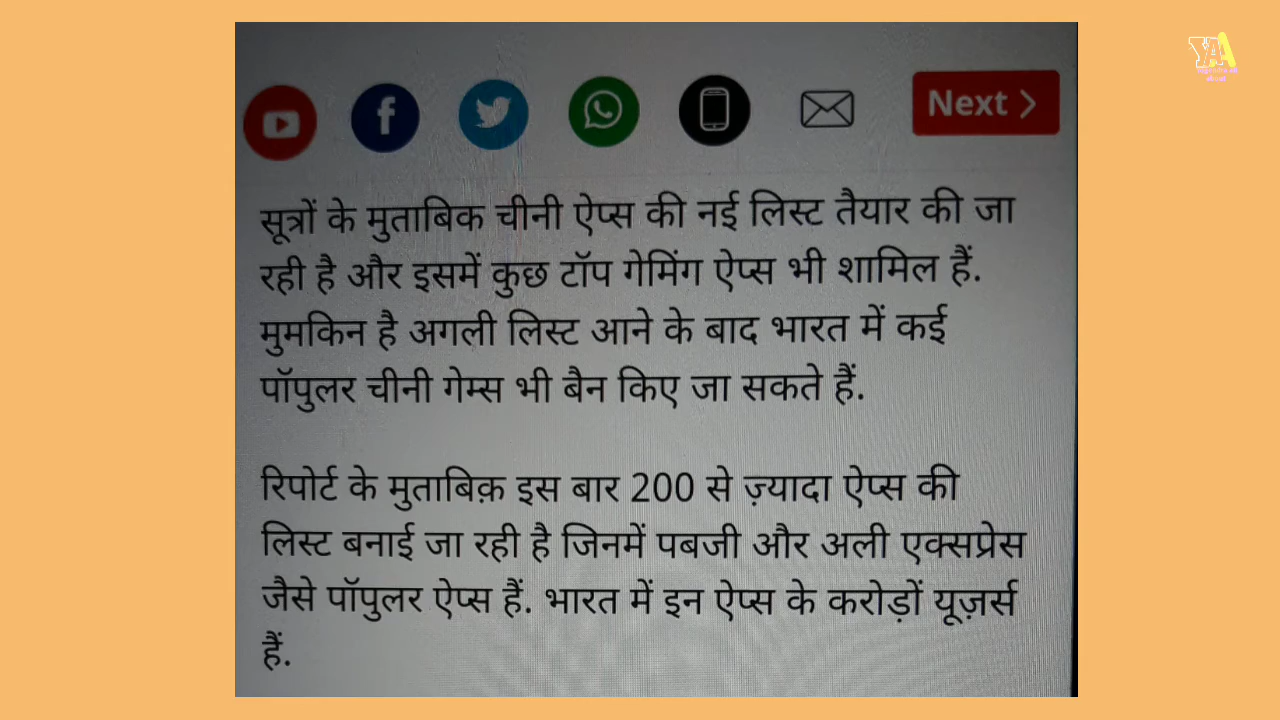 YAA
Next
सूत्रों के मुताबिक चीनी ऐप्स की नई लिस्ट तैयार की जा
रही है और इसमें कुछ टॉप गेमिंग ऐप्स भी शामिल हैं.
मुमकिन है अगली लिस्ट आने के बाद भारत में कई
पॉपुलर चीनी गेम्स भी बैन किए जा सकते हैं.
रिपोर्ट के मुताबिक़ इस बार 200 से ज़्यादा ऐप्स की
लिस्ट बनाई जा रही है जिनमें पबजी और अली एक्सप्रेस
जैसे पॉपुलर ऐप्स हैं. भारत में इन ऐप्स के करोड़ों यूज़र्स
हैं.